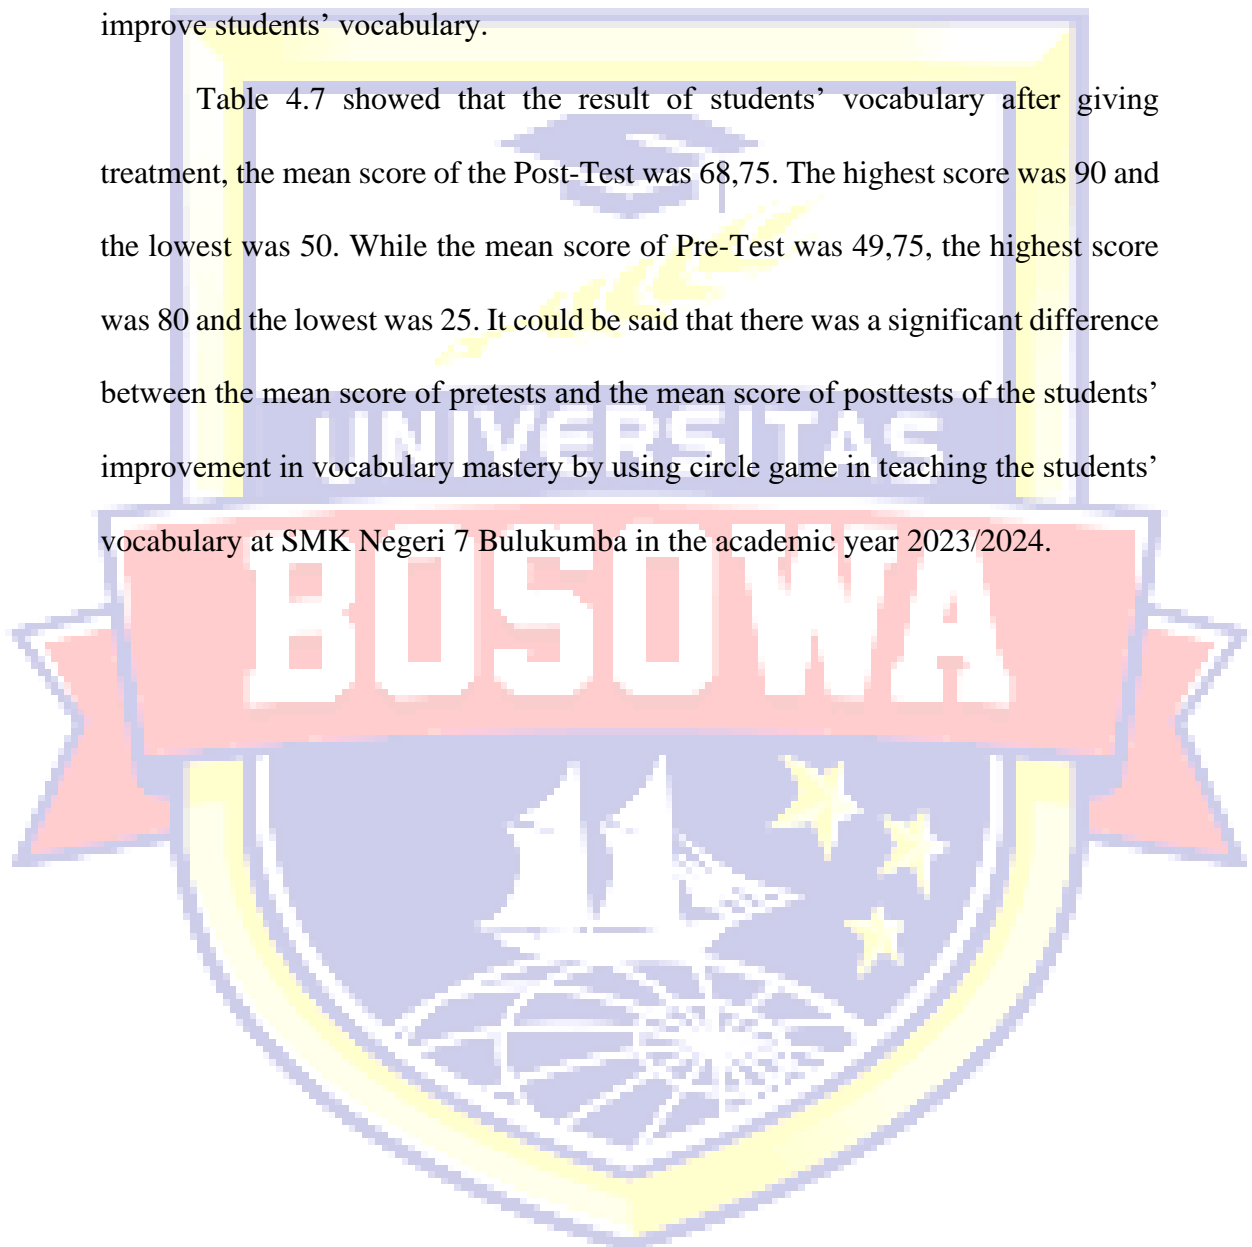 improve students’ vocabulary.
Table 4.7 showed that the result of students’ vocabulary after giving
treatment, the mean score of the Post-Test was 68,75. The highest score was 90 and
the lowest was 50. While the mean score of Pre-Test was 49,75, the highest score
was 80 and the lowest was 25. It could be said that there was a significant difference
between the mean score of pretests and the mean score of posttests of the students’
UNIVERSITAS
improvement in vocabulary mastery by using circle game in teaching the students’
vocabulary at SMK Negeri 7 Bulukumba in the academic year 2023/2024.
BOSOWA